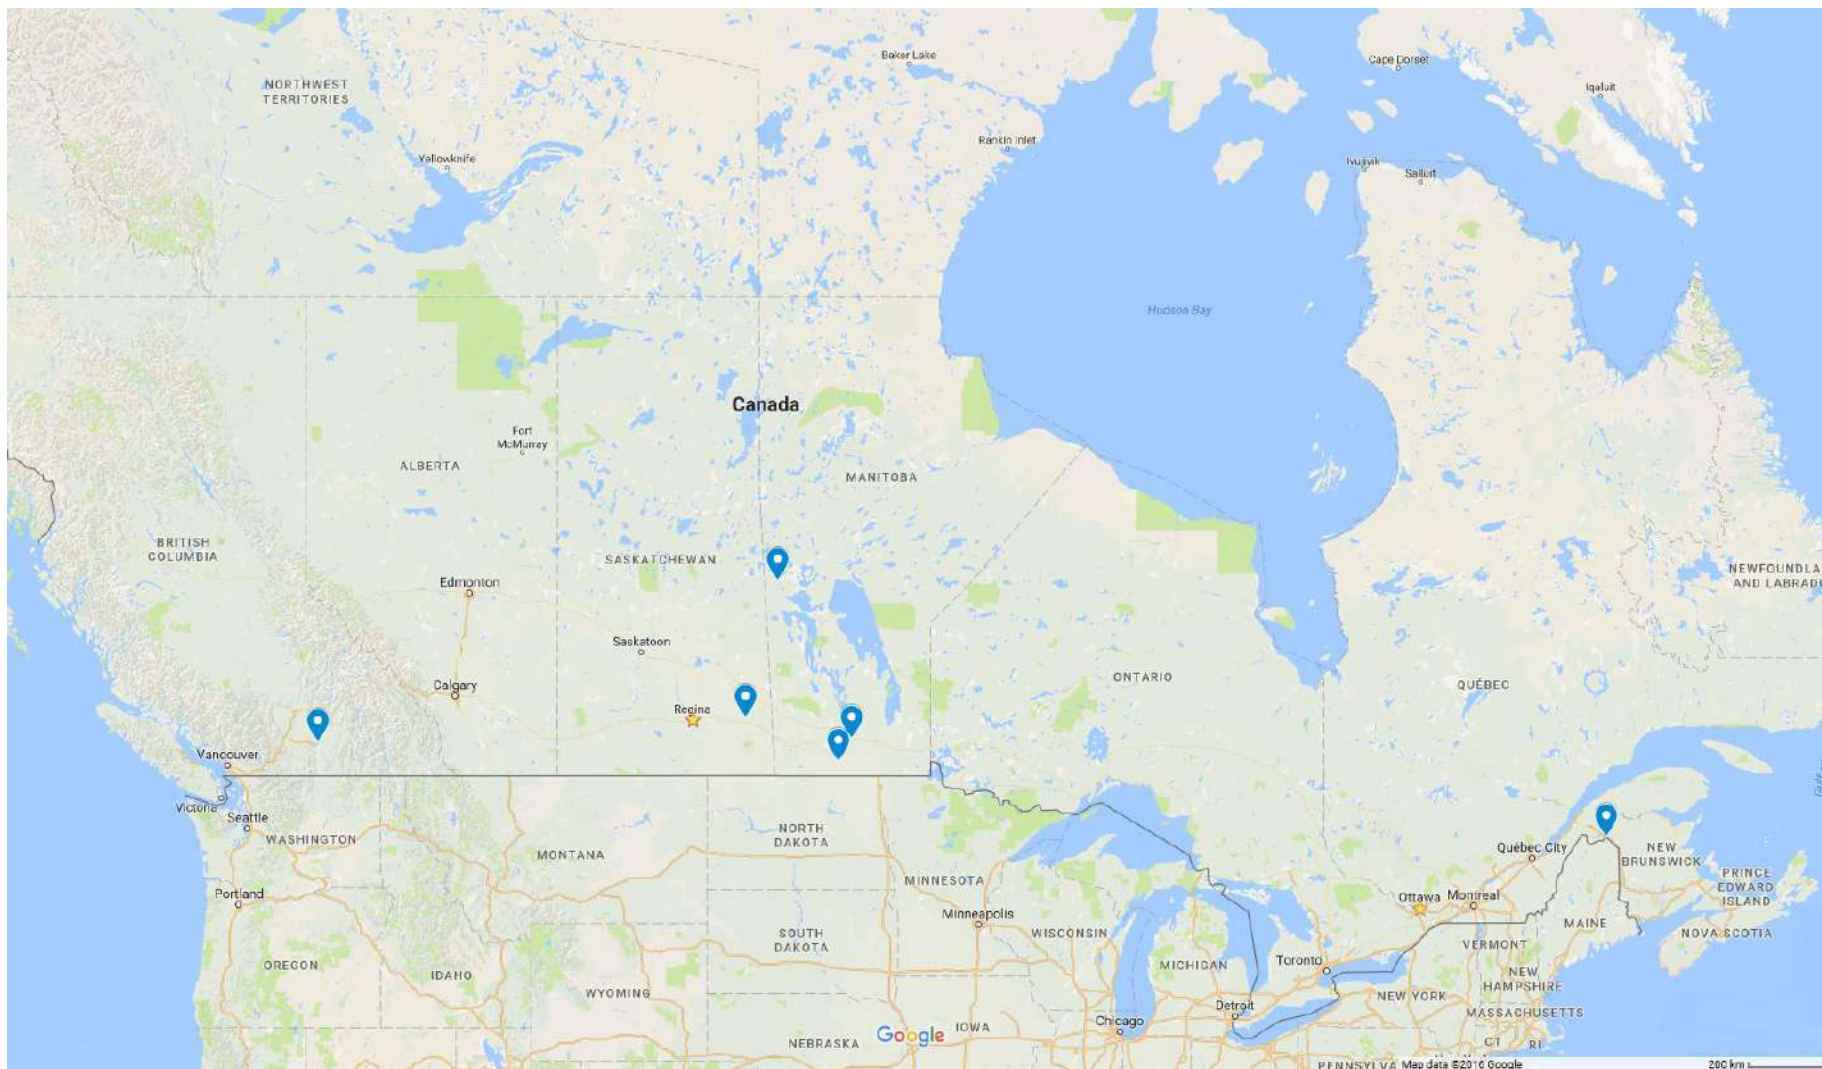 Baker Lake
Cape Dorset
NORTHWEST
TERRITORIES
Iqaluit
Rankin Inlet
Yellowknife
Ivujivik
Salluit
Hudson Bay
Canada
Fort
McMurray
ALBERTA
MANITOBA
BRITISH
COLUMBIA
SASKATCHEWAN
NEWFOUNDLA
AND LABRADO
Edmonton
Saskatoon
ONTARIO
QUÉBEC
Calgary
Regina
Vancouver
Victoria
Seattle
WASHINGTON
NORTH
DAKOTA
MONTANA
Québec City
NEW
BRUNSWICK
MINNESOTA
PRINCE
EDWARD
ISLAND
Portland
Ottawa
Montreal
Minneapolis
MAINE
SOUTH
DAKOTA
WISCONSIN
NOVA SCOTIA
VERMONT
OREGON
IDAHO
MICHIGAN
Toronto
NEW
HAMPSHIRE
WYOMING
NEW YORK
Detroit
MASSACHUSETTS
Chicago
Google
IOWA
NEBRASKA
CT
RI
PENNSYLVA
Map data ©2016 Google
200 km